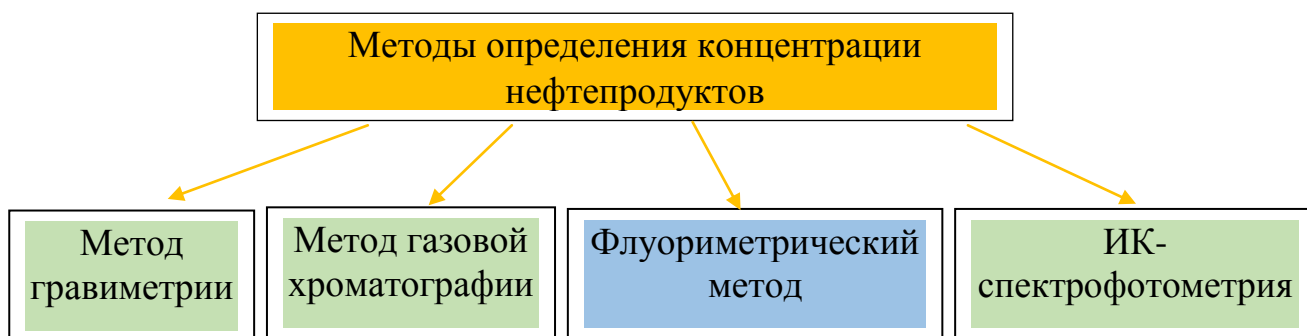 Методы определения концентрации
нефтепродуктов
Метод
гравиметрии
Метод газовой
хроматографии
Флуориметрический
метод
ИК-
спектрофотометрия